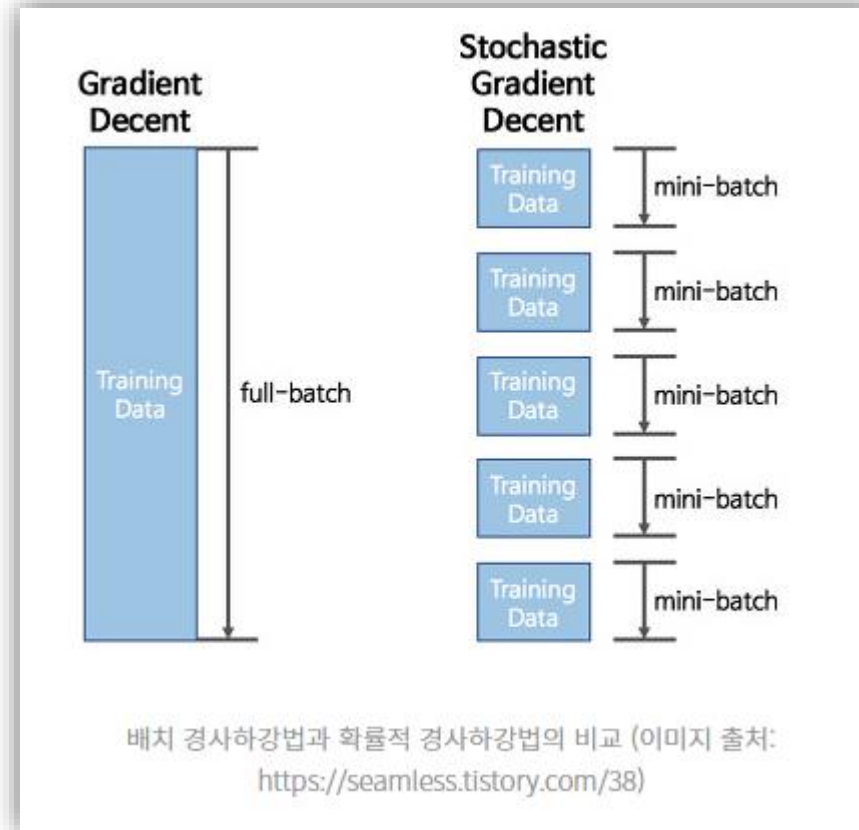 Gradient
Decent
Training
Data
full-batch
Stochastic
Gradient
Decent
Training
Data
mini-batch
Training
Data
mini-batch
Training
Data
mini-batch
Training
Data
mini-batch
Training
Data
mini-batch
배치 경사하강법과 확률적 경사하강법의 비교 (이미지 출처:
https://seamless.tistory.com/38)